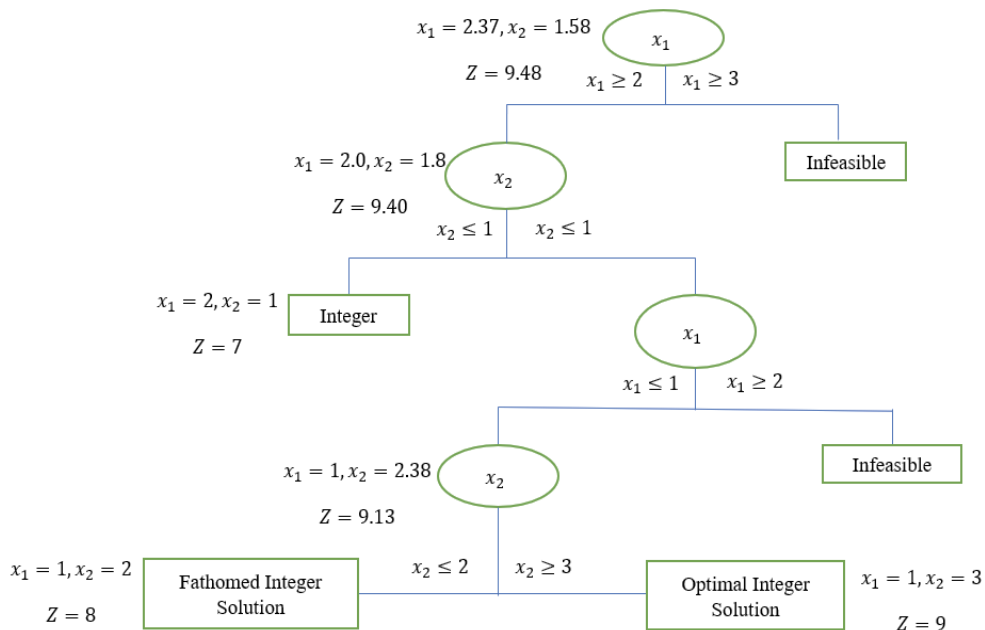 x₁ = 2.37, x₂ = 1.58
x₁
Z = 9.48
x₁ ≥ 2
x₁ ≥ 3
x₁ = 2.0, x₂ = 1.8
x₂
Infeasible
Z = 9.40
x₂ ≤ 1
x₂ ≤ 1
x₁ = 2, x₂ = 1
Integer
Z = 7
x₁
x₁ ≤ 1
x₁ ≥ 2
x₁ = 1, x₂ = 2.38
x₂
Infeasible
Z = 9.13
x₁ = 1, x₂ = 2
Z = 8
Fathomed Integer
Solution
x₂ ≤ 2
x₂ ≥ 3
Optimal Integer
Solution
x₁ = 1, x₂ = 3
Z = 9